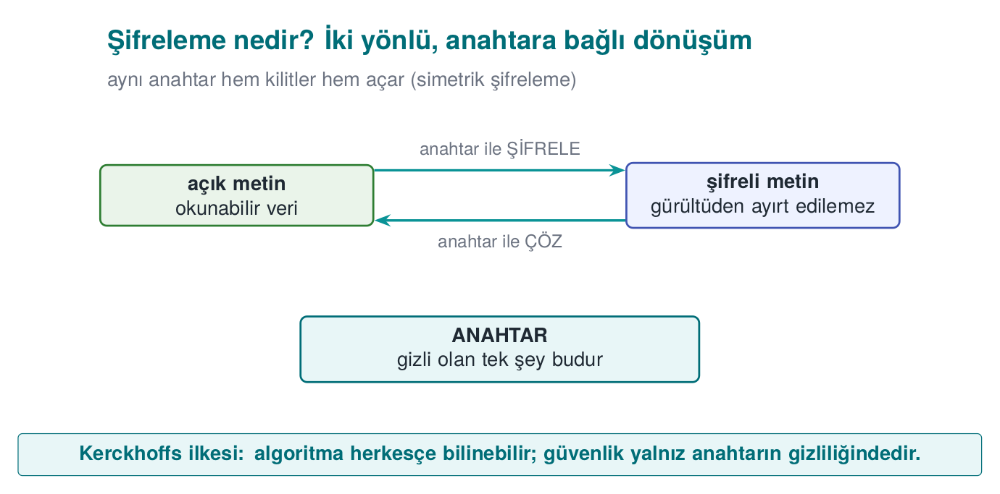 Şifreleme nedir? İki yönlü, anahtara bağlı dönüşüm
aynı anahtar hem kilitler hem açar (simetrik şifreleme)
anahtar ile ŞİFRELE
açık metin
okunabilir veri
şifreli metin
gürültüden ayırt edilemez
anahtar ile ÇÖZ
ANAHTAR
gizli olan tek şey budur
Kerckhoffs ilkesi: algoritma herkesçe bilinebilir; güvenlik yalnız anahtarın gizliliğindedir.